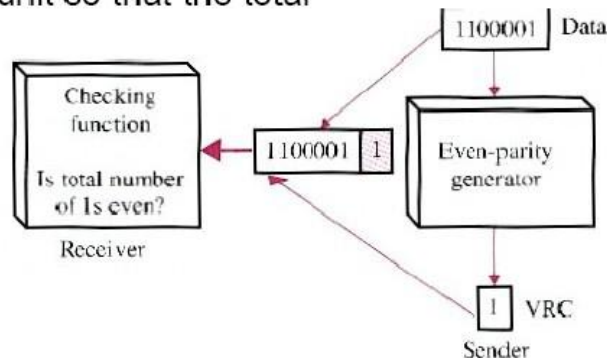 unit so that the total
1100001 Data
Checking
function
Is total number
of 1s even?
Receiver
1100001 1
Even-parity
generator
1 VRC
Sender